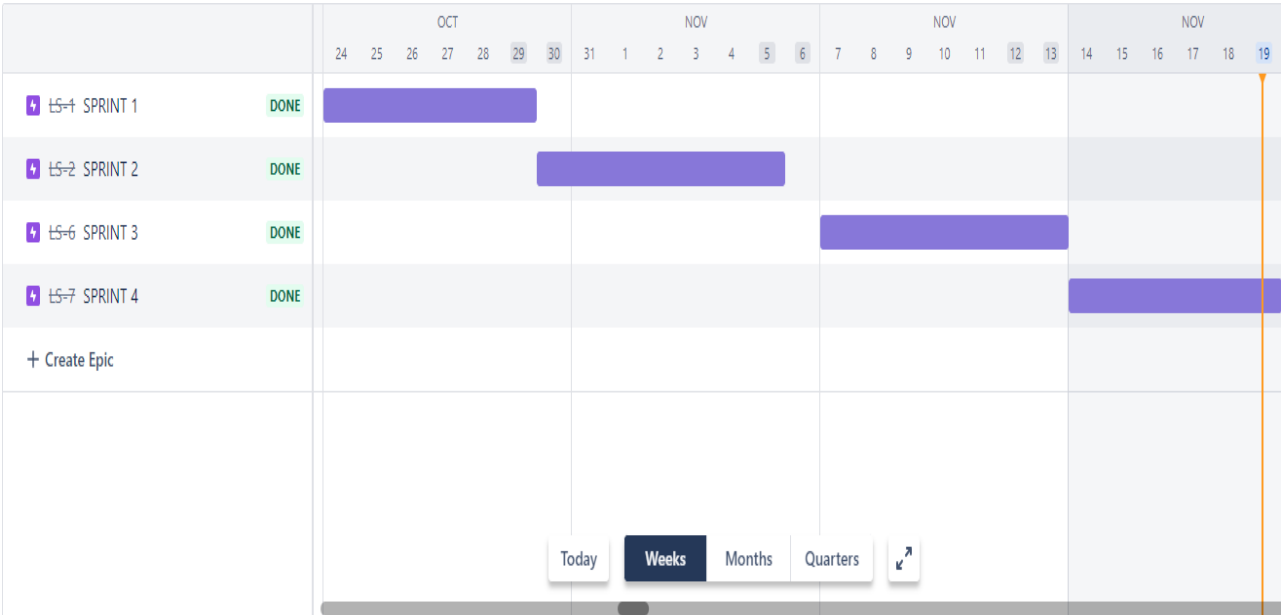 OCT NOV NOV NOV
24 25 26 27 28 29 30 31 1 2 3 4 5 6 7 8 9 10 11 12 13 14 15 16 17 18 19
LS-1 SPRINT 1 DONE
LS-2 SPRINT 2 DONE
LS-6 SPRINT 3 DONE
LS-7 SPRINT 4 DONE
+ Create Epic
Today Weeks Months Quarters